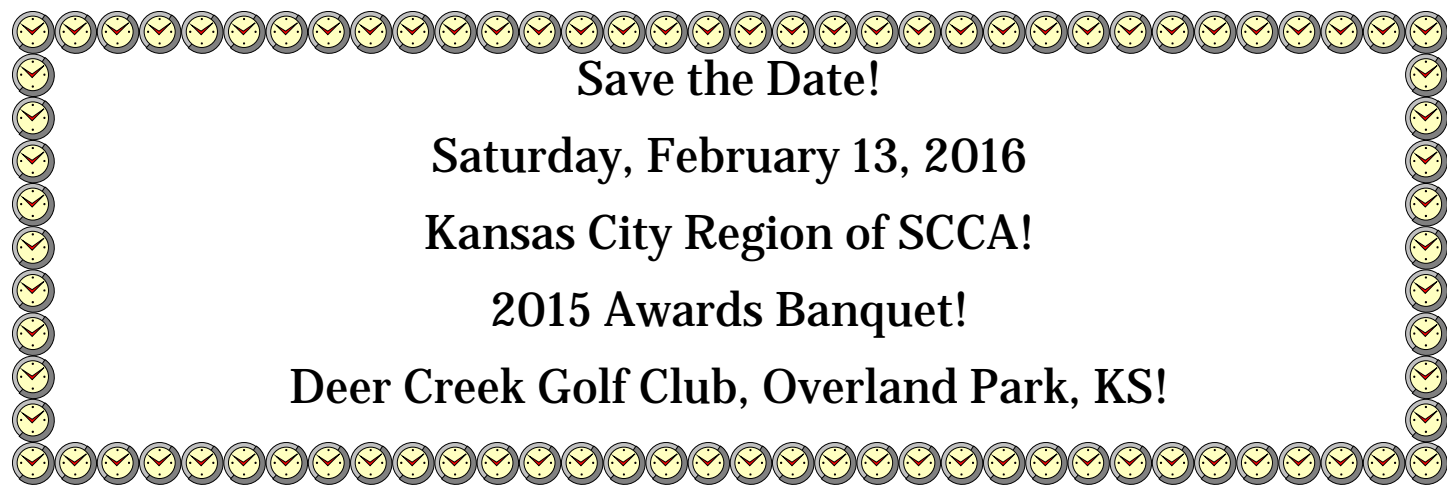 Save the Date!
Saturday, February 13, 2016
Kansas City Region of SCCA!
2015 Awards Banquet!
Deer Creek Golf Club, Overland Park, KS!